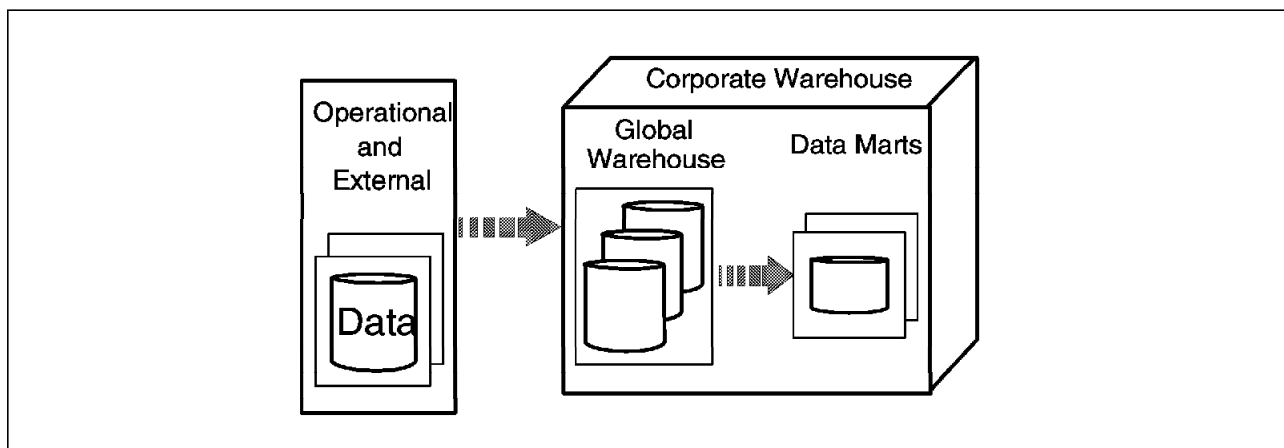 Operational
and
External
Data
Corporate Warehouse
Global
Warehouse
Data Marts